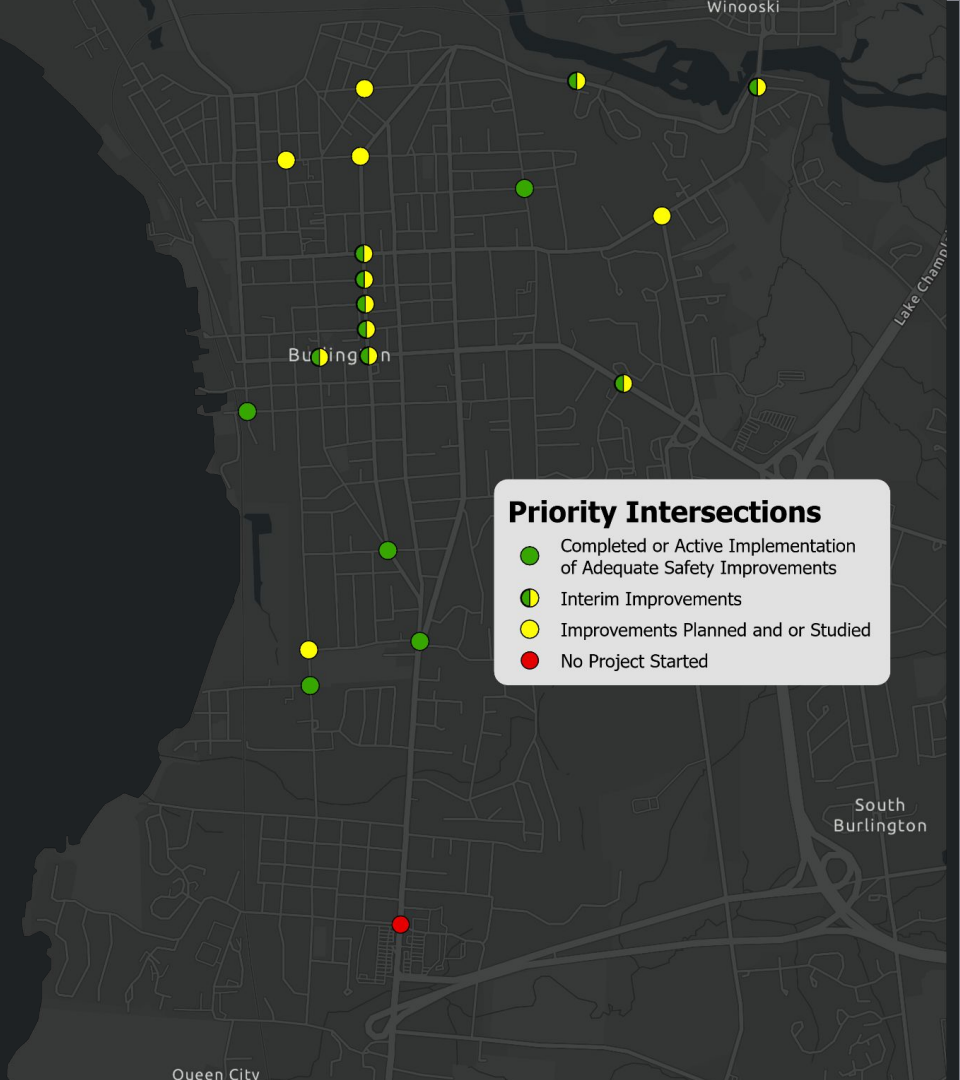 Winooski
Lake Champl
Burlington
Priority Intersections
Completed or Active Implementation
of Adequate Safety Improvements
Interim Improvements
Improvements Planned and or Studied
No Project Started
South
Burlington
Queen City